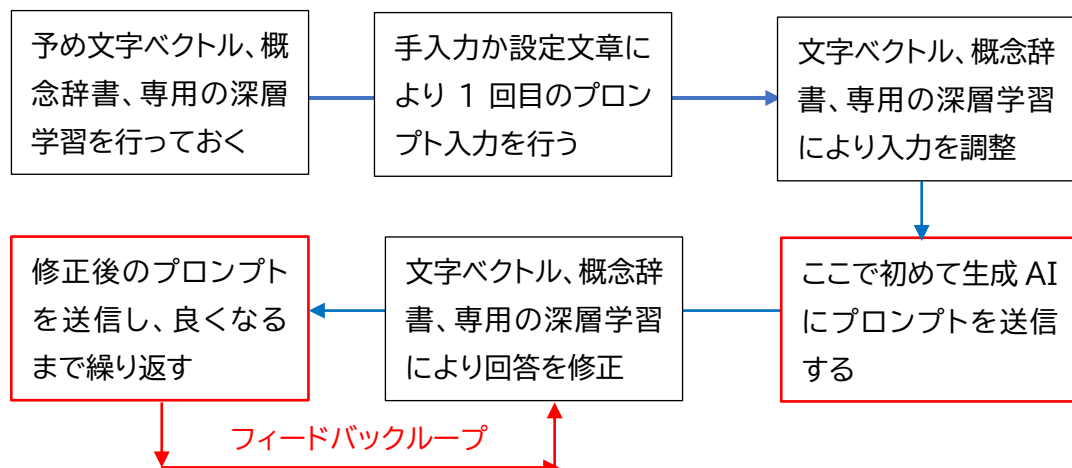 予め文字ベクトル、概
念辞書、専用の深層
学習を行っておく
手入力か設定文章に
より 1 回目のプロン
プト入力を行う
文字ベクトル、概念辞
書、専用の深層学習
により入力を調整
ここで初めて生成 AI
にプロンプトを送信
する
文字ベクトル、概念辞
書、専用の深層学習
により回答を修正
修正後のプロンプト
を送信し、良くなる
まで繰り返す
フィードバックループ